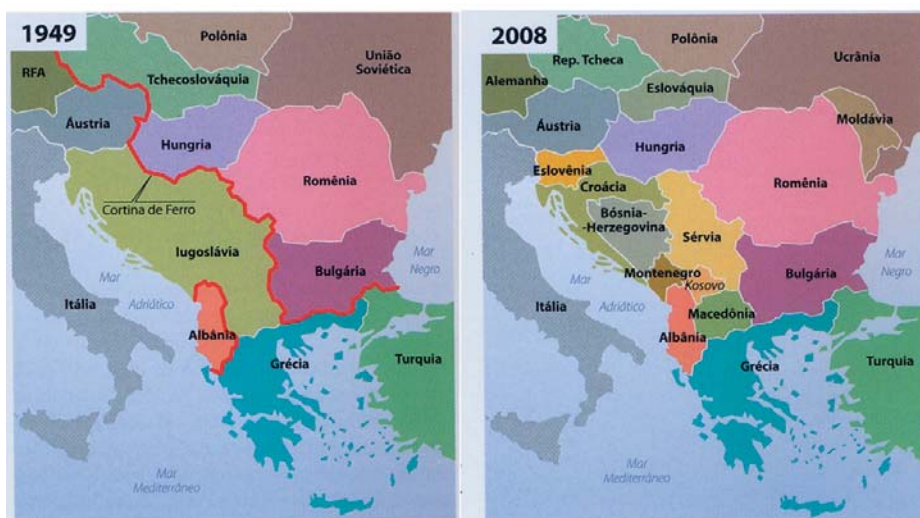 1949
Polônia
União
Soviética
RFA
Tchecoslováquia
Áustria
Hungria
Romênia
Cortina de Ferro
Iugoslávia
Mar
Adriático
Bulgária
Mar
Negro
Itália
Albânia
Grécia
Turquia
Mar
Mediterrâneo
2008
Polônia
Rep. Tcheca
Ucrânia
Alemanha
Eslováquia
Áustria
Moldávia
Hungria
Eslovênia
Croácia
Romênia
Bósnia-
-Herzegovina
Sérvia
Mar
Adriático
Montenegro
Kosovo
Bulgária
Mar
Negro
Itália
Macedônia
Albânia
Grécia
Turquia
Mar
Mediterrâneo